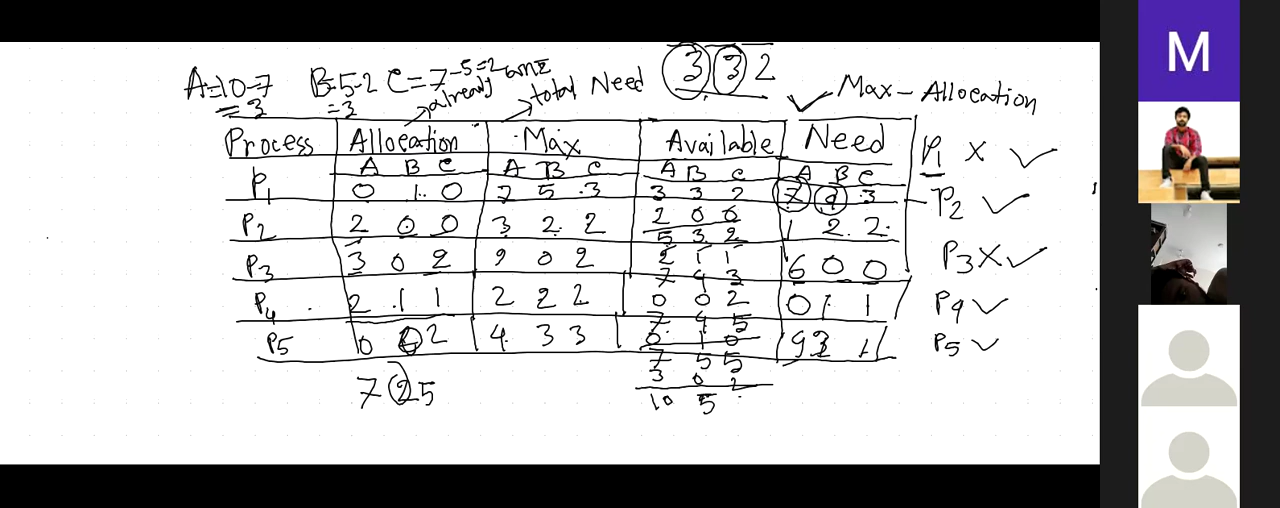 3 3 2
A=10-7 B=5-2 C=7-5=2
=3 =3
already total Need Max - Allocation
Process Allocation Max Available Need
A B C A B C A B C A B C
P1 0 1 0 7 5 3 3 3 2 7 4 3
2 0 0
P2 2 0 0 3 2 2 5 3 2 1 2 2
2 1 1
P3 3 0 2 9 0 2 7 4 3 6 0 0
0 0 2
P4 2 1 1 2 2 2 7 4 5 0 1 1
0 1 0
P5 0 0 2 4 3 3 7 5 5 1
3 0 2
7 2 5 10 5
P1 X ✓
P2 ✓
P3 X ✓
P4 ✓
P5 ✓
M